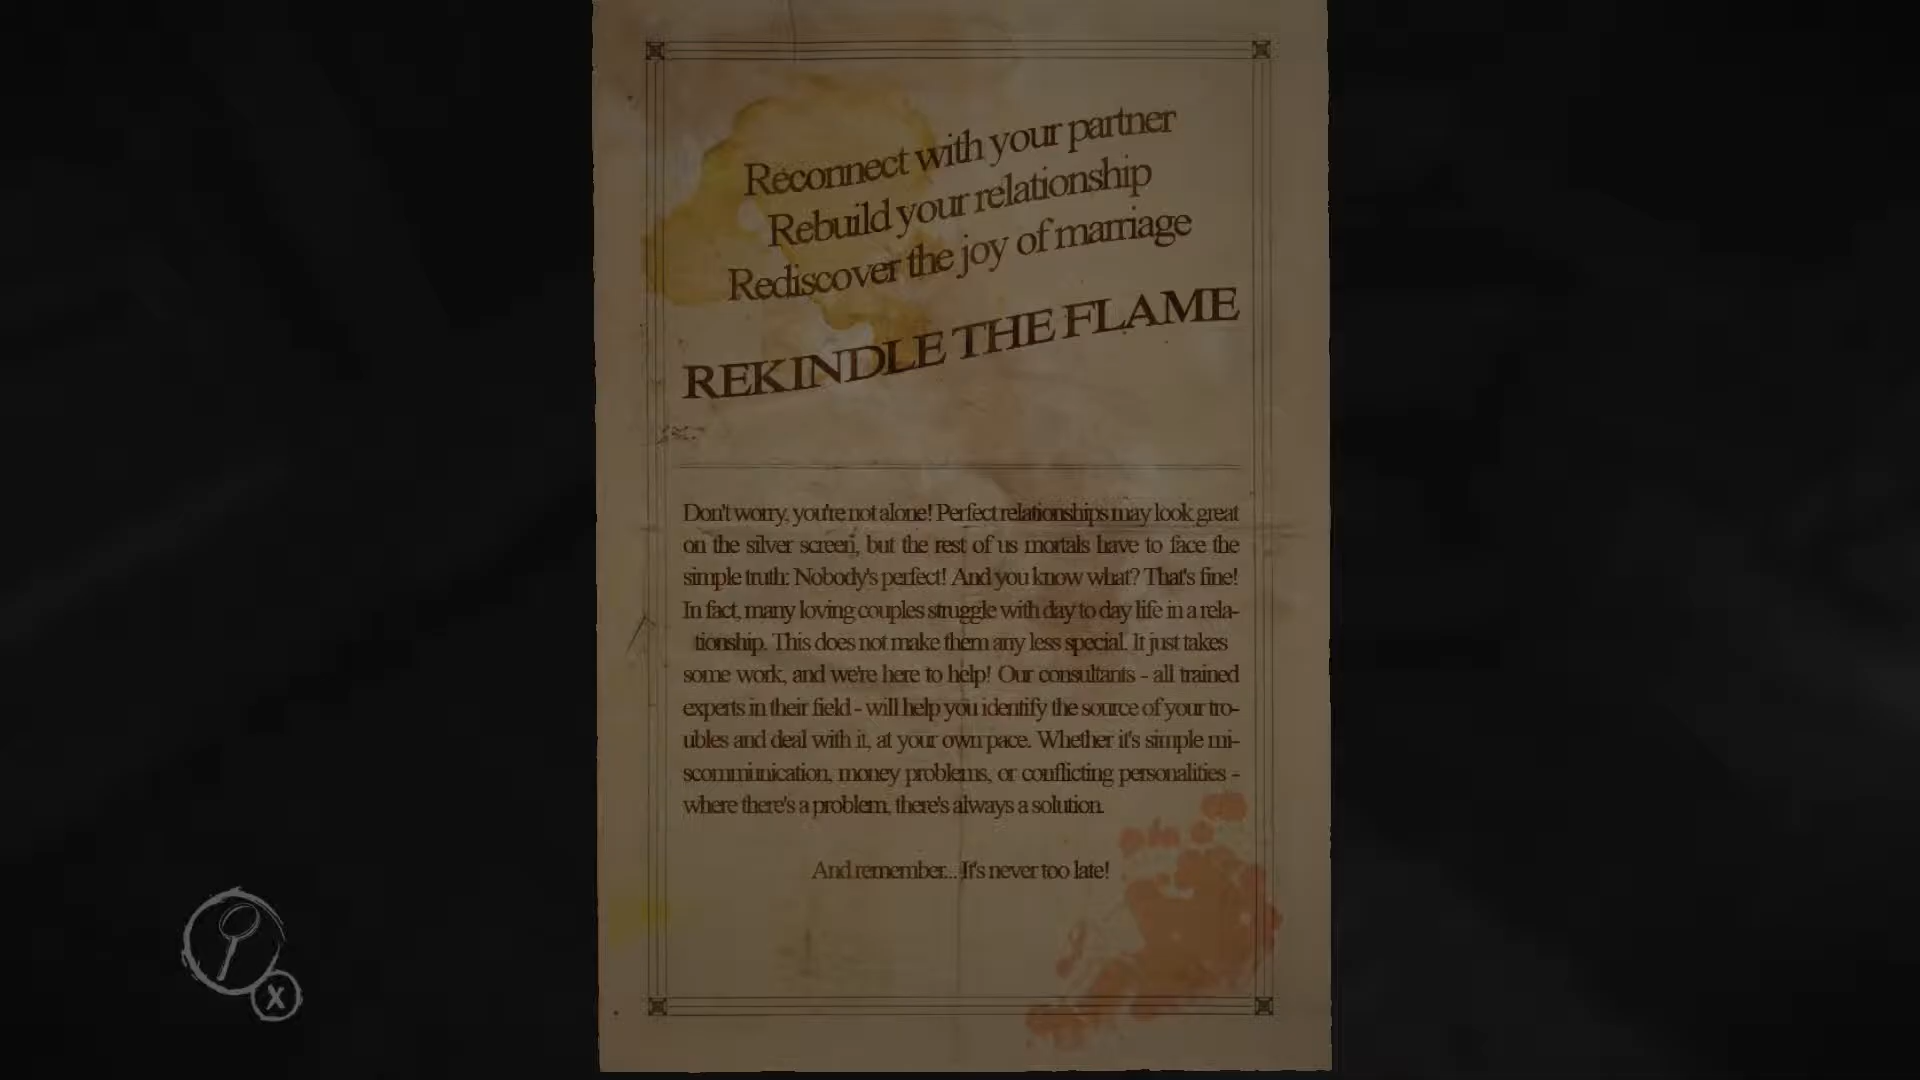 Reconnect with your partner
Rebuild your relationship
Rediscover the joy of marriage
REKINDLE THE FLAME
Don't worry, you're not alone! Perfect relationships may look great
on the silver screen, but the rest of us mortals have to face the
simple truth: Nobody's perfect! And you know what? That's fine!
In fact, many loving couples struggle with day to day life in a rela-
tionship. This does not make them any less special. It just takes
some work, and we're here to help! Our consultants - all trained
experts in their field - will help you identify the source of your tro-
ubles and deal with it, at your own pace. Whether it's simple mi-
scommunication, money problems, or conflicting personalities -
where there's a problem, there's always a solution.
And remember... It's never too late!
X